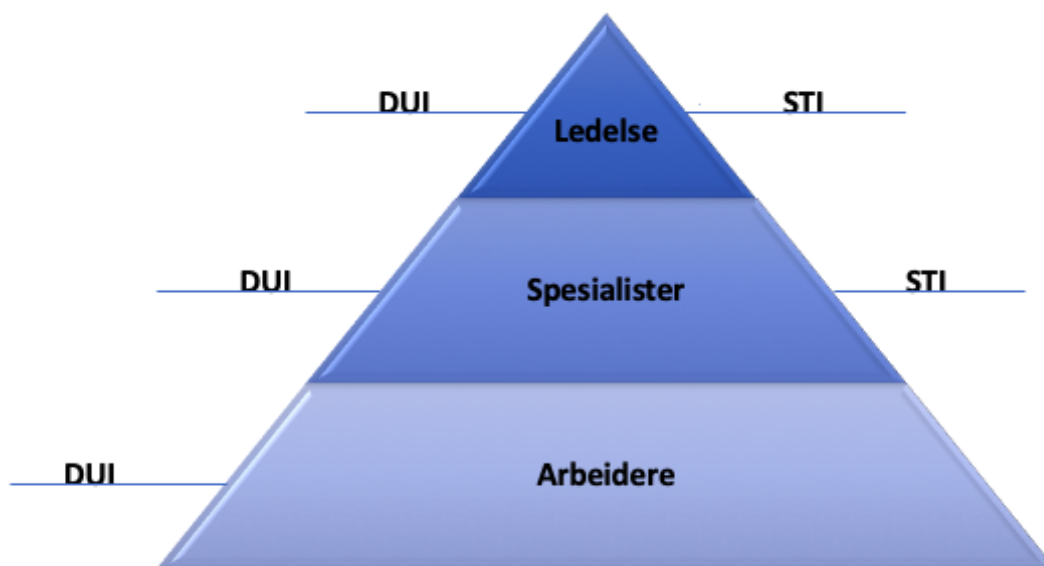 DUI STI
Ledelse
DUI STI
Spesialister
DUI
Arbeidere